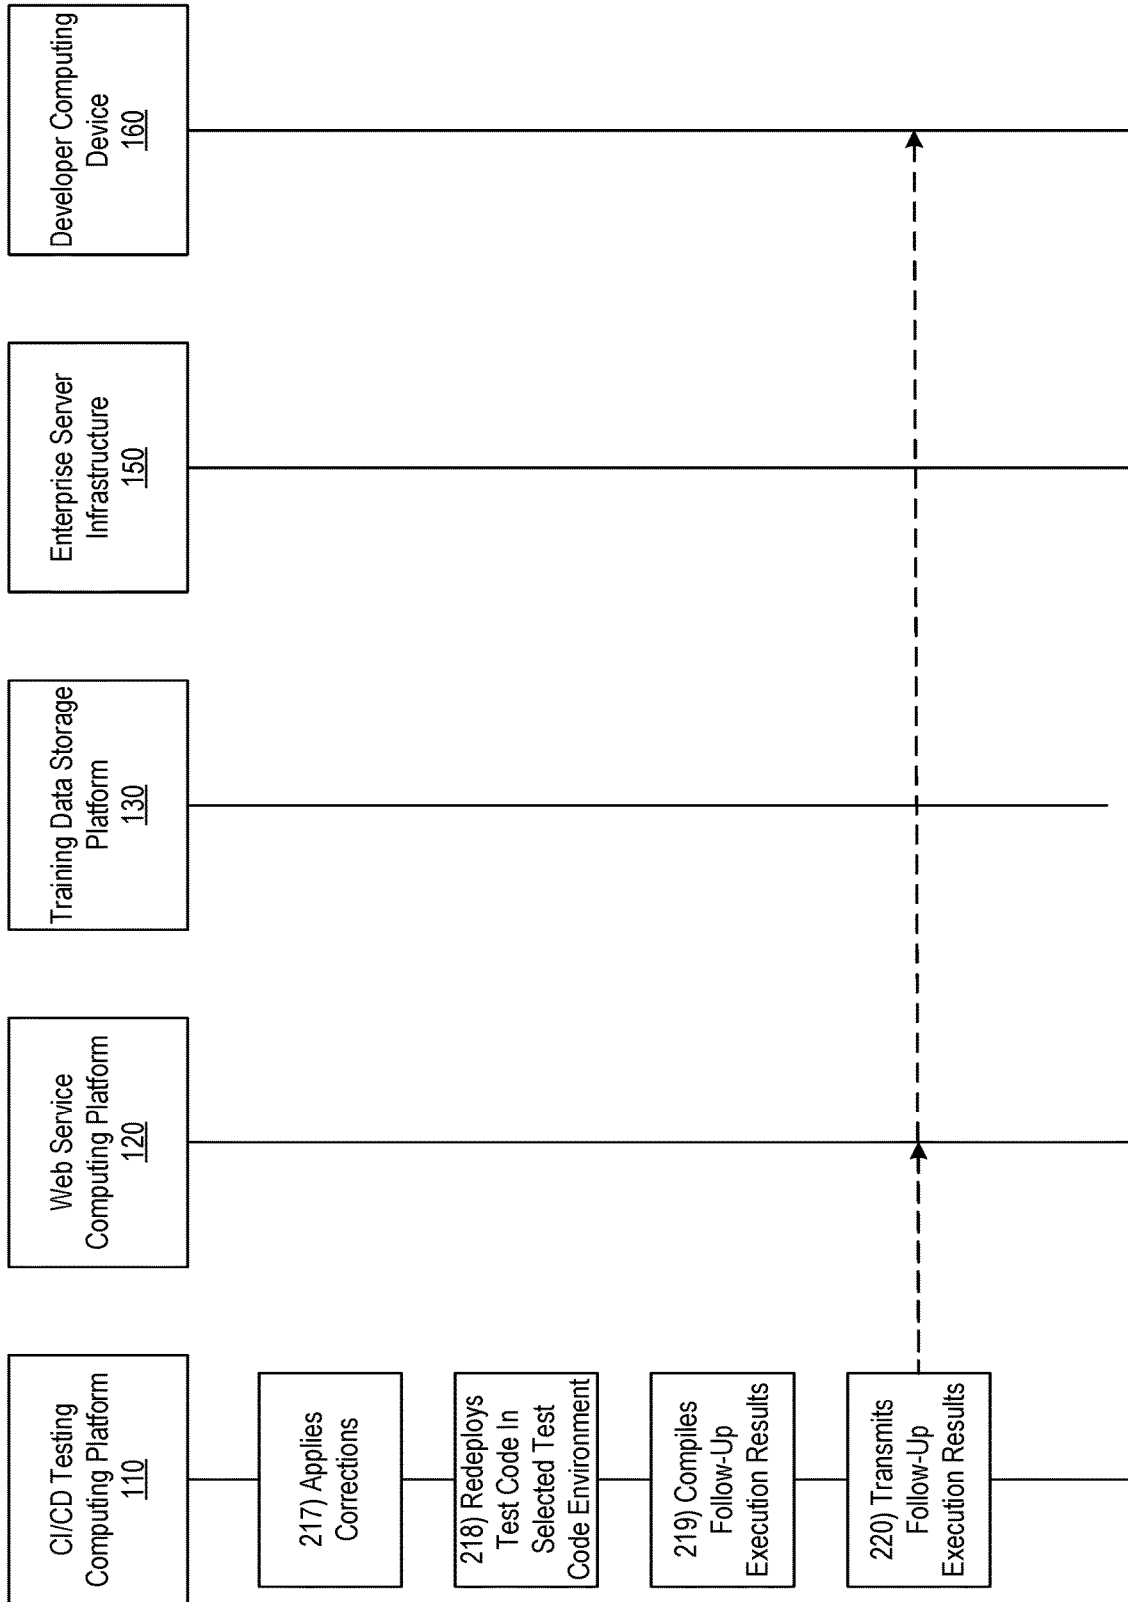 CI/CD Testing
Computing Platform
110
Web Service
Computing Platform
120
Training Data Storage
Platform
130
Enterprise Server
Infrastructure
150
Developer Computing
Device
160
217) Applies
Corrections
218) Redeploys
Test Code In
Selected Test
Code Environment
219) Compiles
Follow-Up
Execution Results
220) Transmits
Follow-Up
Execution Results